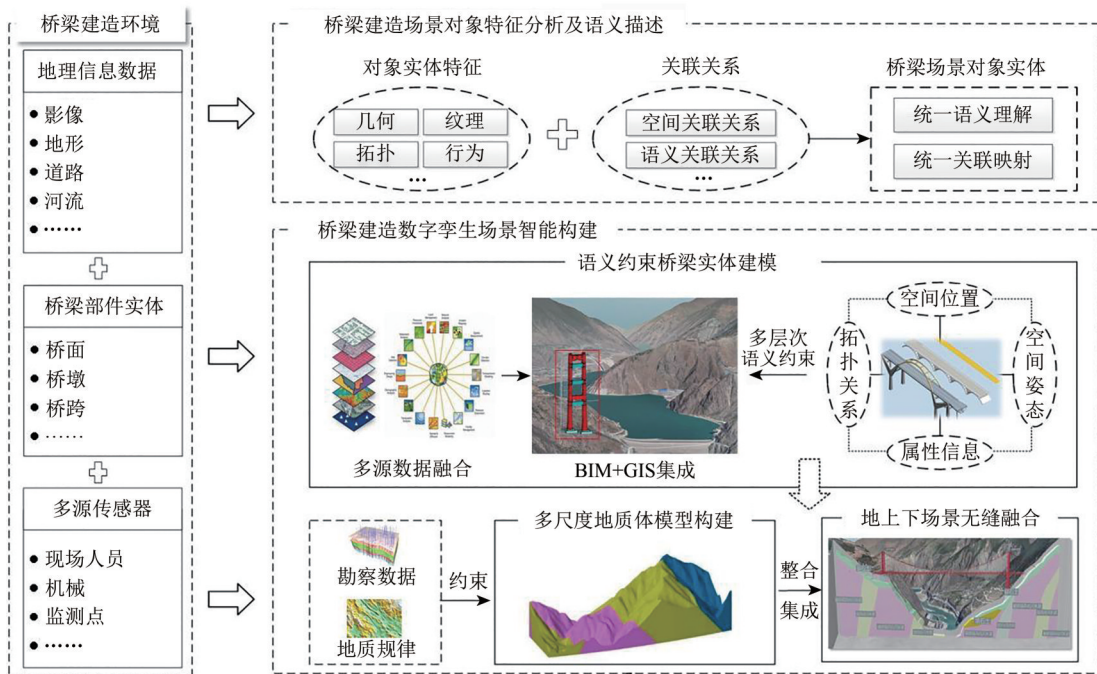 桥梁建造环境
地理信息数据
● 影像
● 地形
● 道路
● 河流
● ……
桥梁部件实体
● 桥面
● 桥墩
● 桥跨
● ……
多源传感器
● 现场人员
● 机械
● 监测点
● ……
桥梁建造场景对象特征分析及语义描述
对象实体特征
几何
纹理
拓扑
行为
…
关联关系
空间关联关系
语义关联关系
…
桥梁场景对象实体
统一语义理解
统一关联映射
桥梁建造数字孪生场景智能构建
语义约束桥梁实体建模
多源数据融合
BIM+GIS集成
多层次
语义约束
空间位置
拓扑关系
空间姿态
属性信息
勘察数据
地质规律
约束
多尺度地质体模型构建
整合
集成
地上下场景无缝融合